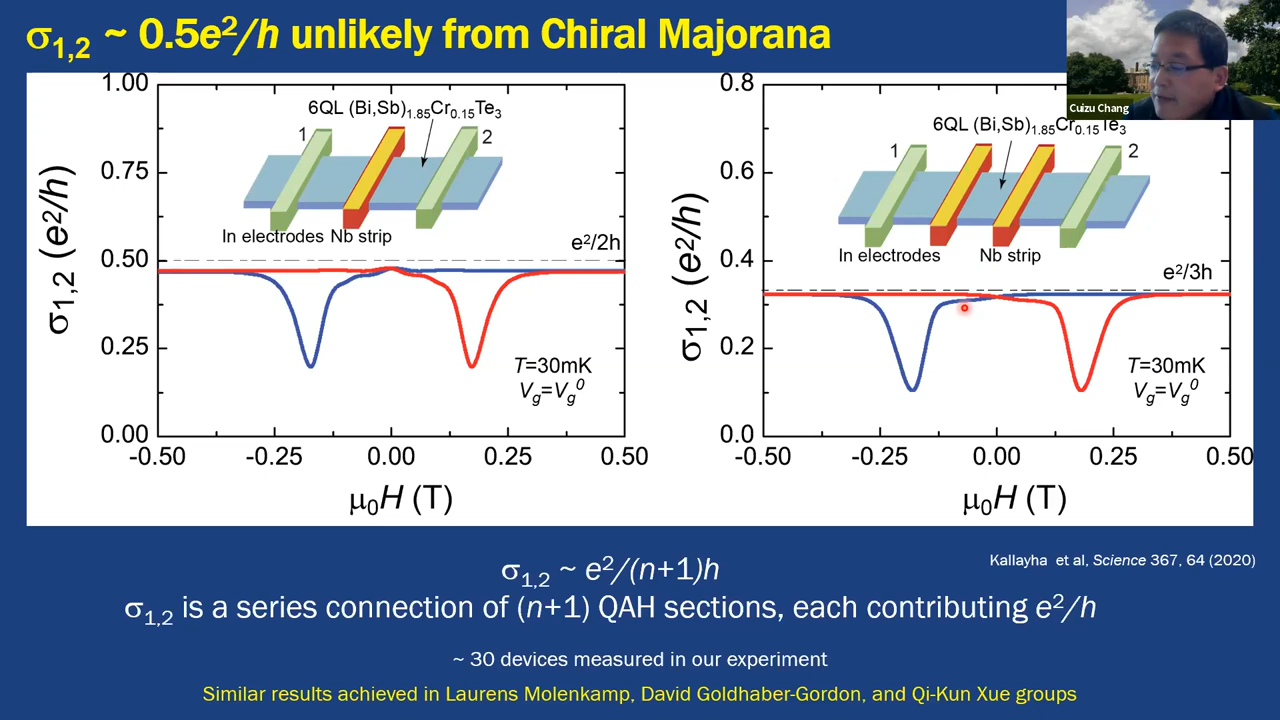 σ1,2 ~ 0.5e²/h unlikely from Chiral Majorana
Cuizu Chang
1.00
0.75
0.50
0.25
0.00
σ1,2 (e²/h)
6QL (Bi,Sb)1.85Cr0.15Te3
1
2
In electrodes
Nb strip
e²/2h
T=30mK
Vg=Vg⁰
-0.50
-0.25
0.00
0.25
0.50
μ0H (T)
0.8
0.6
0.4
0.2
0.0
σ1,2 (e²/h)
6QL (Bi,Sb)1.85Cr0.15Te3
1
2
In electrodes
Nb strip
e²/3h
T=30mK
Vg=Vg⁰
-0.50
-0.25
0.00
0.25
0.50
μ0H (T)
Kallayha et al, Science 367, 64 (2020)
σ1,2 ~ e²/(n+1)h
σ1,2 is a series connection of (n+1) QAH sections, each contributing e²/h
~ 30 devices measured in our experiment
Similar results achieved in Laurens Molenkamp, David Goldhaber-Gordon, and Qi-Kun Xue groups